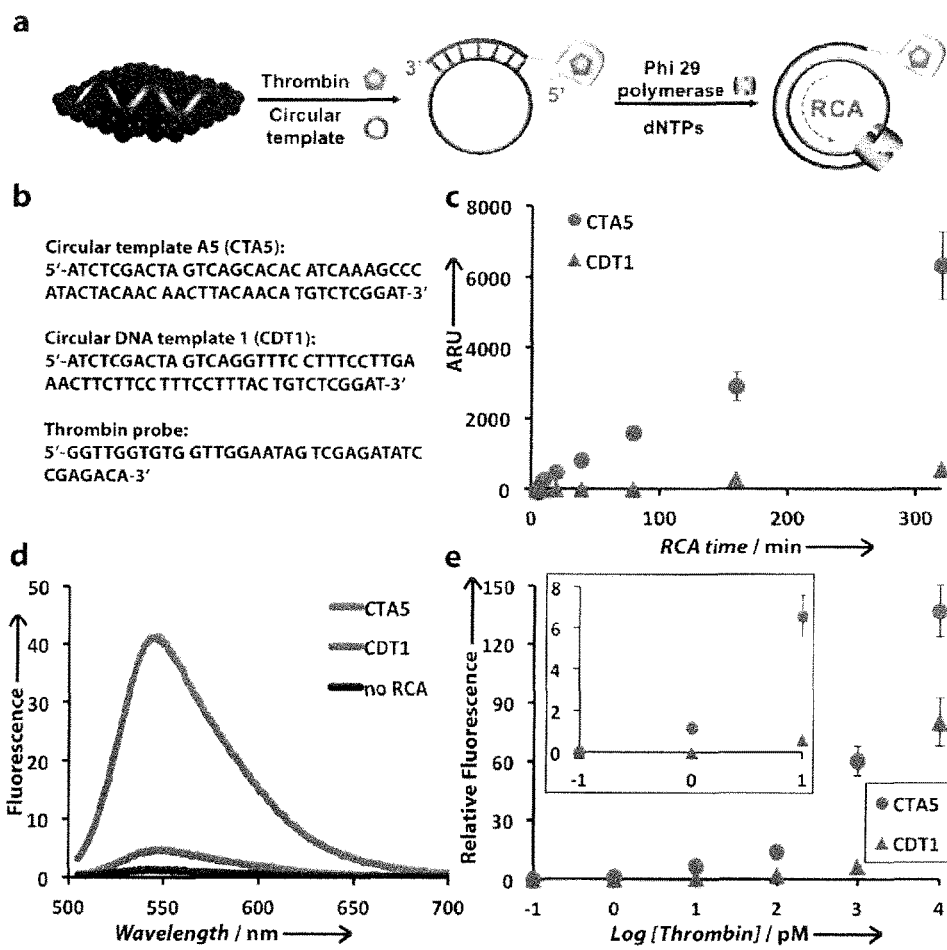 a
3′
Thrombin
Circular
template
5′
Phi 29
polymerase
dNTPs
RCA
b
Circular template A5 (CTA5):
5′-ATCTCGACTA GTCAGCACAC ATCAAAGCCC
ATACTACAAC AACTTACAACA TGTCTCGGAT-3′
Circular DNA template 1 (CDT1):
5′-ATCTCGACTA GTCAGGTTTC CTTTCCTTGA
AACTTCTTCC TTTCCTTTAC TGTCTCGGAT-3′
Thrombin probe:
5′-GGTTGGTGTG GTTGGAATAG TCGAGATATC
CGAGACA-3′
c
8000
6000
4000
2000
0
ARU
CTA5
CDT1
0
100
200
300
RCA time / min
d
50
40
30
20
10
0
Fluorescence
CTA5
CDT1
no RCA
500
550
600
650
700
Wavelength / nm
e
150
120
90
60
30
0
Relative Fluorescence
8
6
4
2
0
-1
0
1
CTA5
CDT1
-1
0
1
2
3
4
Log [Thrombin] / pM